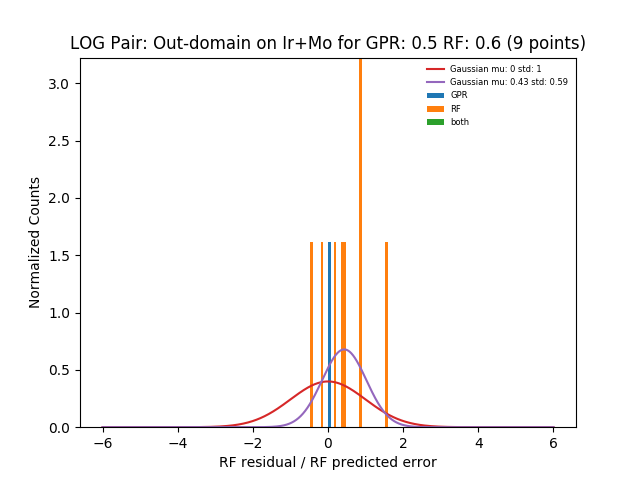 LOG Pair: Out-domain on Ir+Mo for GPR: 0.5 RF: 0.6 (9 points)
Gaussian mu: 0 std: 1
Gaussian mu: 0.43 std: 0.59
GPR
RF
both
Normalized Counts
3.0
2.5
2.0
1.5
1.0
0.5
0.0
−6 −4 −2 0 2 4 6
RF residual / RF predicted error